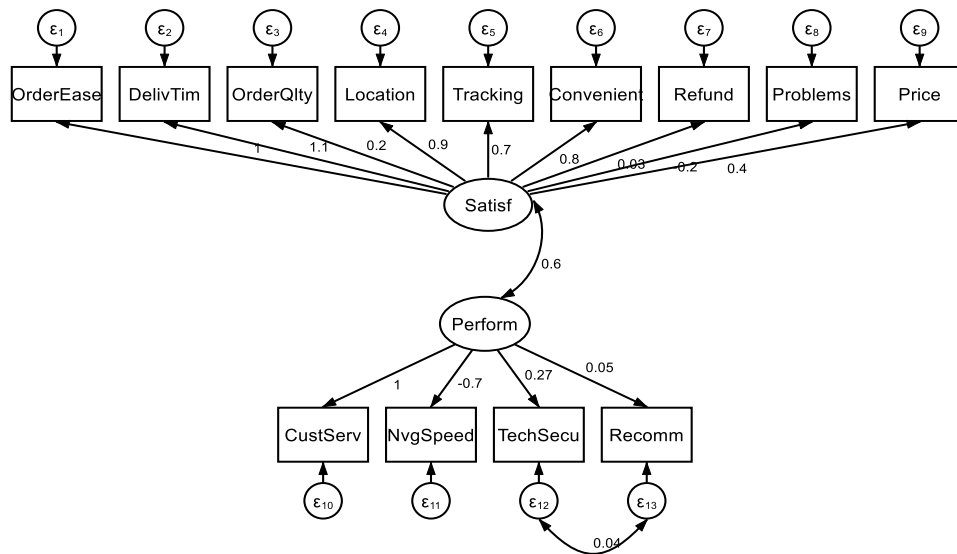 ε1 ε2 ε3 ε4 ε5 ε6 ε7 ε8 ε9
OrderEase DelivTim OrderQlty Location Tracking Convenient Refund Problems Price
1 1.1 0.2 0.9 0.7 0.8 0.03 0.2 0.4
Satisf
0.6
Perform
1 -0.7 0.27 0.05
CustServ NvgSpeed TechSecu Recomm
ε10 ε11 ε12 ε13
0.04